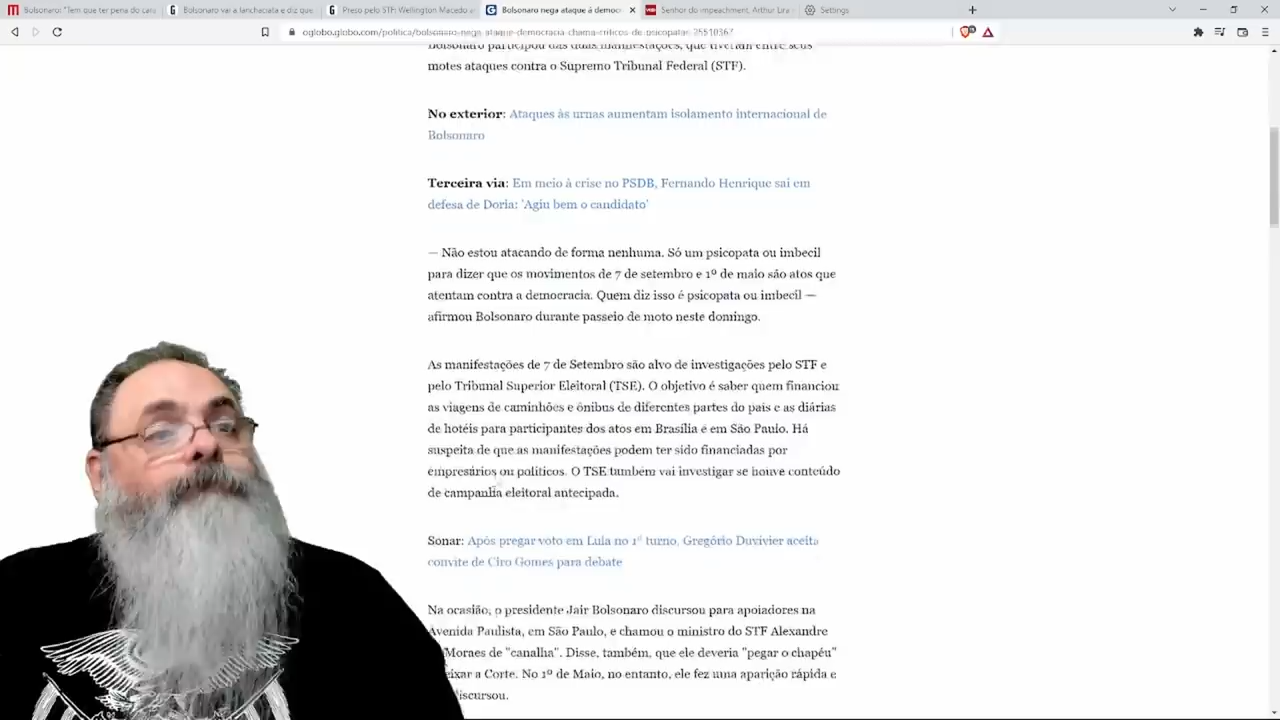 Bolsonaro: "Tem que ter pena do cara
Bolsonaro vai a lanchaciata e diz que
Preso pelo STF: Wellington Macedo a
Bolsonaro nega ataque à democ
Senhor do impeachment, Arthur Lira
Settings
oglobo.globo.com/politica/bolsonaro-nega-ataque-democracia-chama-criticos-de-psicopatas-25510367
Bolsonaro participou das duas manifestações, que tiveram entre seus
motes ataques contra o Supremo Tribunal Federal (STF).
No exterior: Ataques às urnas aumentam isolamento internacional de
Bolsonaro
Terceira via: Em meio à crise no PSDB, Fernando Henrique sai em
defesa de Doria: 'Agiu bem o candidato'
— Não estou atacando de forma nenhuma. Só um psicopata ou imbecil
para dizer que os movimentos de 7 de setembro e 1º de maio são atos que
atentam contra a democracia. Quem diz isso é psicopata ou imbecil —
afirmou Bolsonaro durante passeio de moto neste domingo.
As manifestações de 7 de Setembro são alvo de investigações pelo STF e
pelo Tribunal Superior Eleitoral (TSE). O objetivo é saber quem financiou
as viagens de caminhões e ônibus de diferentes partes do país e as diárias
de hotéis para participantes dos atos em Brasília e em São Paulo. Há
suspeita de que as manifestações podem ter sido financiadas por
empresários ou políticos. O TSE também vai investigar se houve conteúdo
de campanha eleitoral antecipada.
Sonar: Após pregar voto em Lula no 1º turno, Gregório Duvivier aceita
convite de Ciro Gomes para debate
Na ocasião, o presidente Jair Bolsonaro discursou para apoiadores na
Avenida Paulista, em São Paulo, e chamou o ministro do STF Alexandre
Moraes de "canalha". Disse, também, que ele deveria "pegar o chapéu"
eixar a Corte. No 1º de Maio, no entanto, ele fez uma aparição rápida e
iscursou.